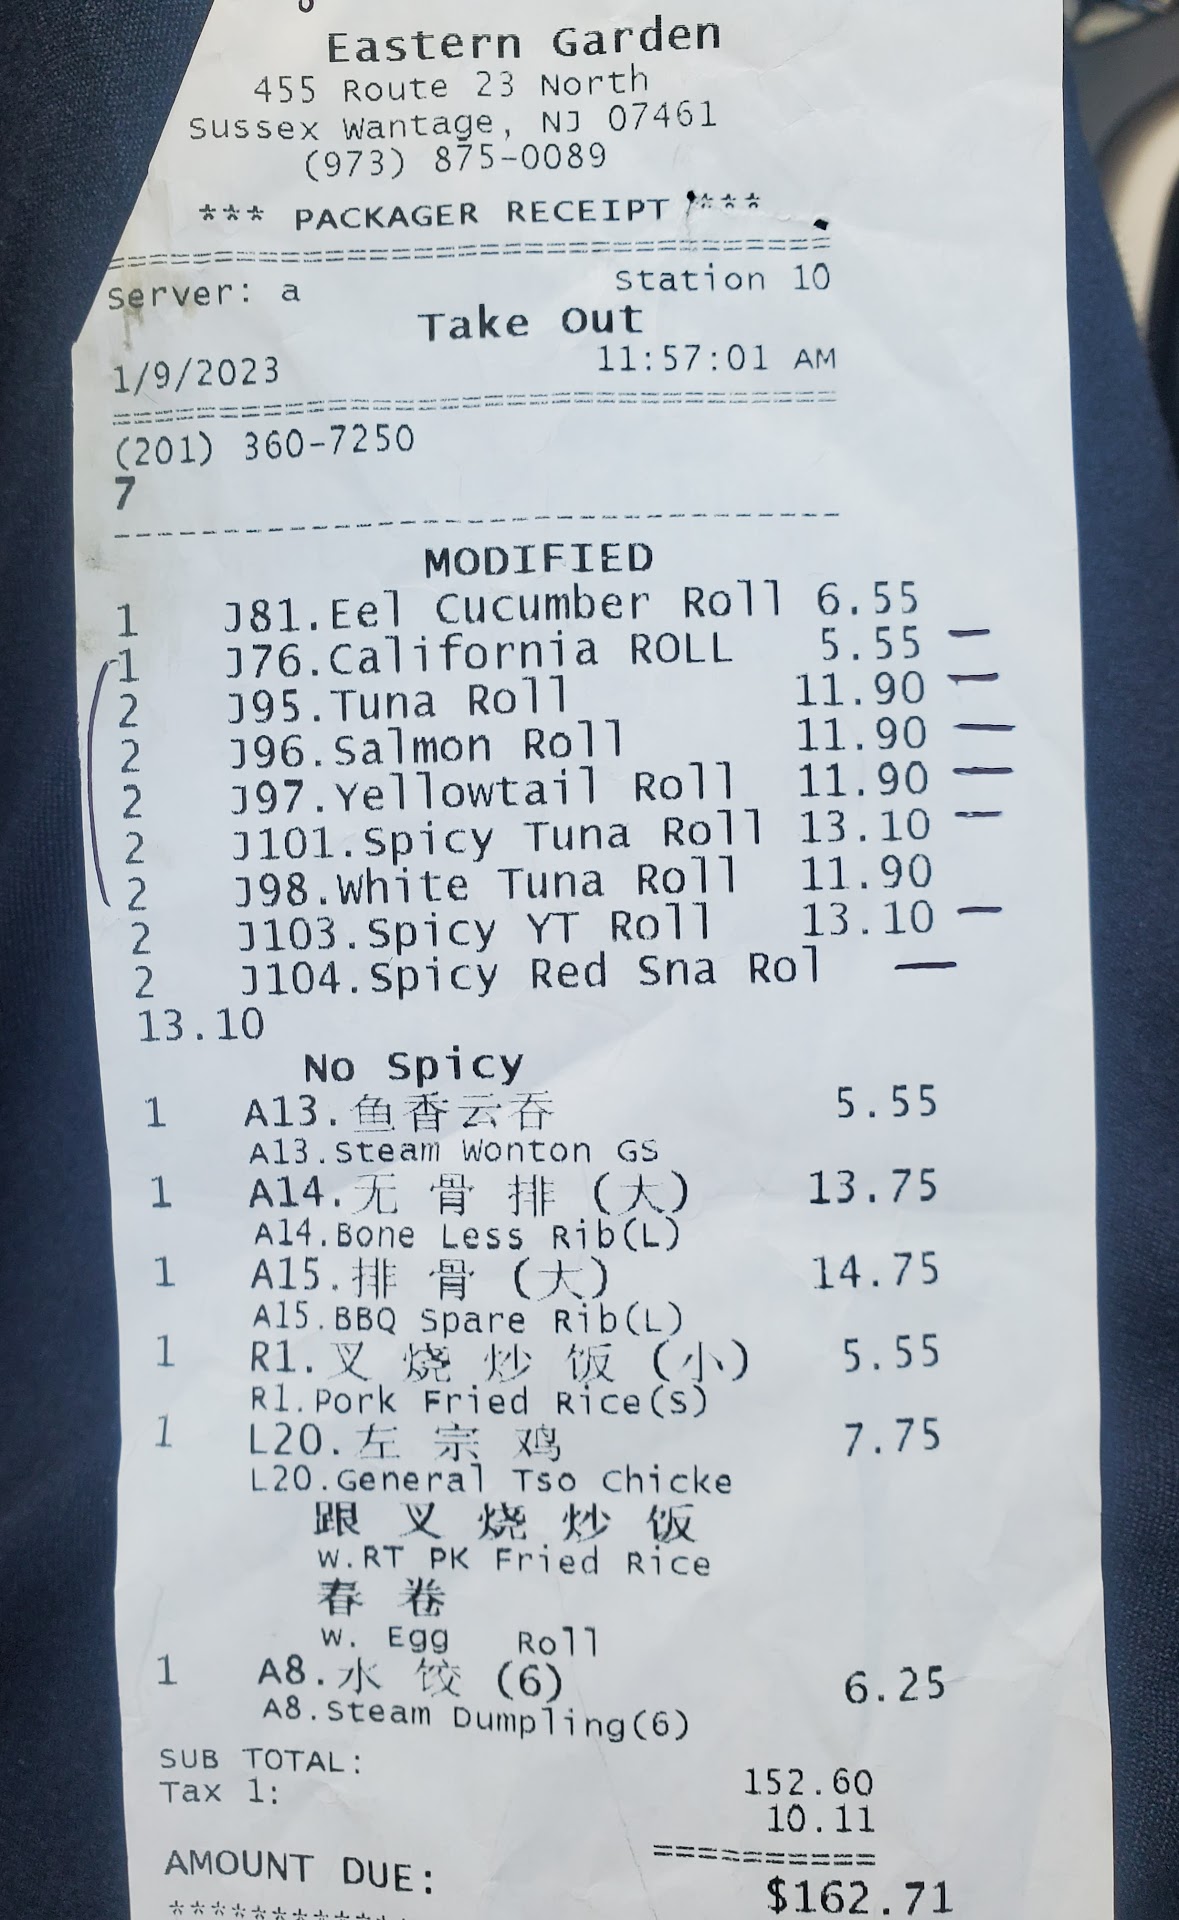 Eastern Garden
455 Route 23 North
Sussex Wantage, NJ 07461
(973) 875-0089
*** PACKAGER RECEIPT ***
Server: a Station 10
Take Out
1/9/2023 11:57:01 AM
(201) 360-7250
7
MODIFIED
1 J81.Eel Cucumber Roll 6.55
1 J76.California ROLL 5.55
2 J95.Tuna Roll 11.90
2 J96.Salmon Roll 11.90
2 J97.Yellowtail Roll 11.90
2 J101.Spicy Tuna Roll 13.10
2 J98.White Tuna Roll 11.90
2 J103.Spicy YT Roll 13.10
2 J104.Spicy Red Sna Rol
13.10
No Spicy
1 A13.鱼香云吞 5.55
A13.Steam Wonton GS
1 A14.无 骨 排 (大) 13.75
A14.Bone Less Rib(L)
1 A15.排 骨 (大) 14.75
A15.BBQ Spare Rib(L)
1 R1.叉 烧 炒 饭 (小) 5.55
R1.Pork Fried Rice(S)
1 L20.左 宗 鸡 7.75
L20.General Tso Chicke
跟 叉 烧 炒 饭
W.RT PK Fried Rice
春 卷
W. Egg Roll
1 A8.水 饺 (6) 6.25
A8.Steam Dumpling(6)
SUB TOTAL: 152.60
Tax 1: 10.11
==========
AMOUNT DUE: $162.71